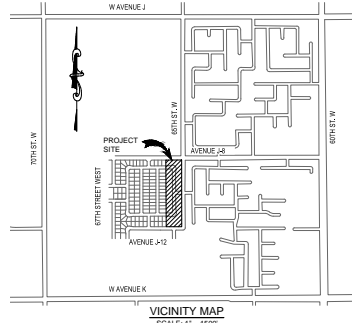 W AVENUE J
70TH ST. W
65TH ST. W
60TH ST. W
PROJECT
SITE
AVENUE J-8
67TH STREET WEST
AVENUE J-12
W AVENUE K
VICINITY MAP